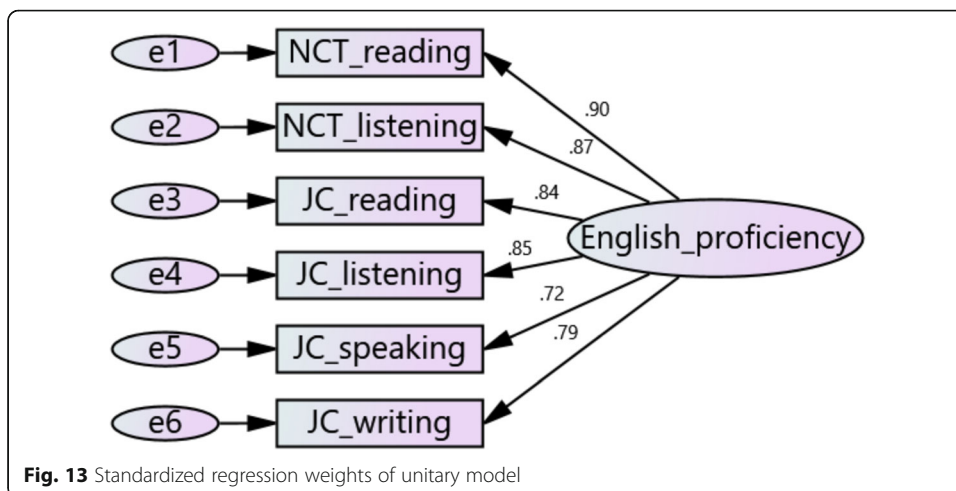 e1
NCT_reading
.90
e2
NCT_listening
.87
e3
JC_reading
.84
English_proficiency
e4
JC_listening
.85
e5
JC_speaking
.72
e6
JC_writing
.79
Fig. 13 Standardized regression weights of unitary model